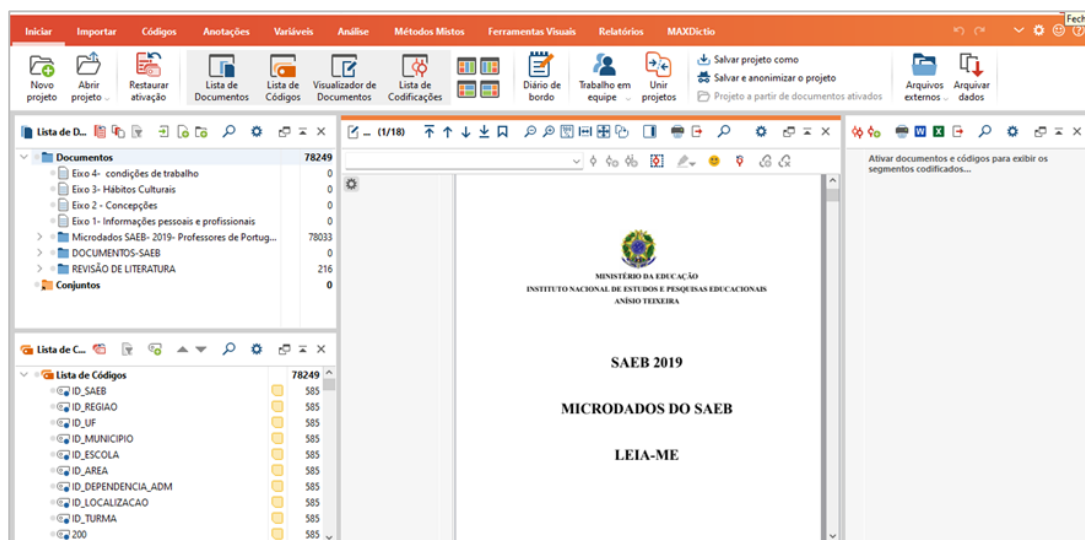 Fech
Iniciar Importar Códigos Anotações Variáveis Análise Métodos Mistos Ferramentas Visuais Relatórios MAXDictio
Novo projeto
Abrir projeto
Restaurar ativação
Lista de Documentos
Lista de Códigos
Visualizador de Documentos
Lista de Codificações
Diário de bordo
Trabalho em equipe
Unir projetos
Salvar projeto como
Salvar e anonimizar o projeto
Projeto a partir de documentos ativados
Arquivos externos
Arquivar dados
Lista de D...
Documentos 78249
Eixo 4- condições de trabalho 0
Eixo 3- Hábitos Culturais 0
Eixo 2 - Concepções 0
Eixo 1- Informações pessoais e profissionais 0
Microdados SAEB- 2019- Professores de Portug... 78033
DOCUMENTOS-SAEB 0
REVISÃO DE LITERATURA 216
Conjuntos 0
Lista de C...
Lista de Códigos 78249
ID_SAEB 585
ID_REGIAO 585
ID_UF 585
ID_MUNICIPIO 585
ID_ESCOLA 585
ID_AREA 585
ID_DEPENDENCIA_ADM 585
ID_LOCALIZACAO 585
ID_TURMA 585
200 585
... (1/18)
MINISTÉRIO DA EDUCAÇÃO
INSTITUTO NACIONAL DE ESTUDOS E PESQUISAS EDUCACIONAIS
ANÍSIO TEIXEIRA
SAEB 2019
MICRODADOS DO SAEB
LEIA-ME
Ativar documentos e códigos para exibir os
segmentos codificados...